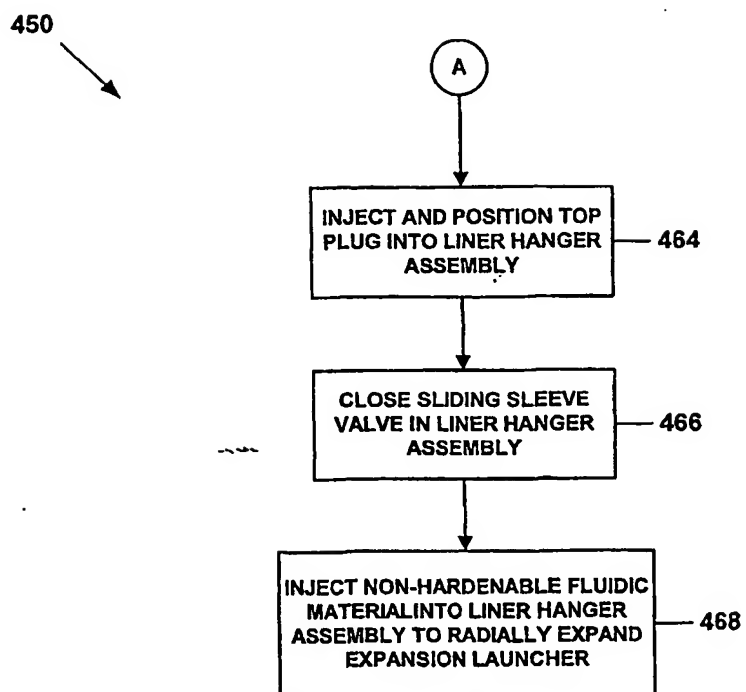 450
A
INJECT AND POSITION TOP
PLUG INTO LINER HANGER
ASSEMBLY
464
CLOSE SLIDING SLEEVE
VALVE IN LINER HANGER
ASSEMBLY
466
INJECT NON-HARDENABLE FLUIDIC
MATERIALINTO LINER HANGER
ASSEMBLY TO RADIALLY EXPAND
EXPANSION LAUNCHER
468